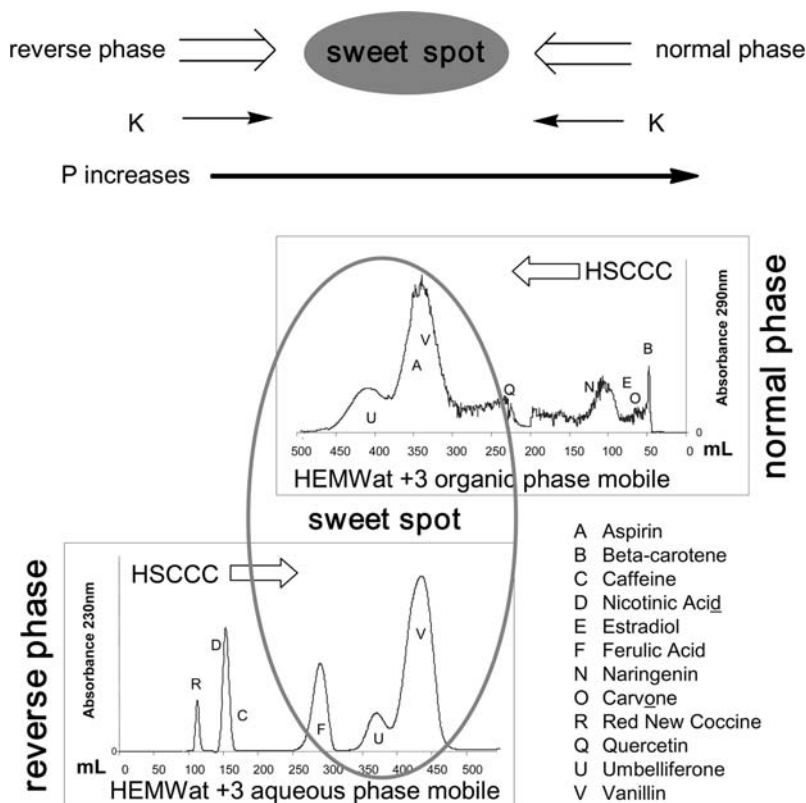 reverse phase sweet spot normal phase
K K
P increases
HSCCC
Absorbance 290nm
normal phase
B
V
A
N
E
Q
O
U
0
500 450 400 350 300 250 200 150 100 50 0 mL
HEMWat +3 organic phase mobile
sweet spot
reverse phase
HSCCC
Absorbance 230nm
D
V
R
C
F
U
0
mL 0 50 100 150 200 250 300 350 400 450 500
HEMWat +3 aqueous phase mobile
A Aspirin
B Beta-carotene
C Caffeine
D Nicotinic Acid
E Estradiol
F Ferulic Acid
N Naringenin
O Carvone
R Red New Coccine
Q Quercetin
U Umbelliferone
V Vanillin